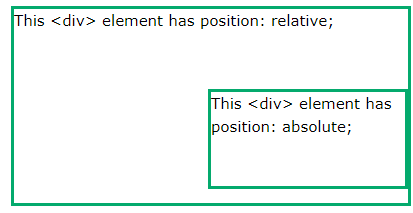 This <div> element has position: relative;
This <div> element has
position: absolute;